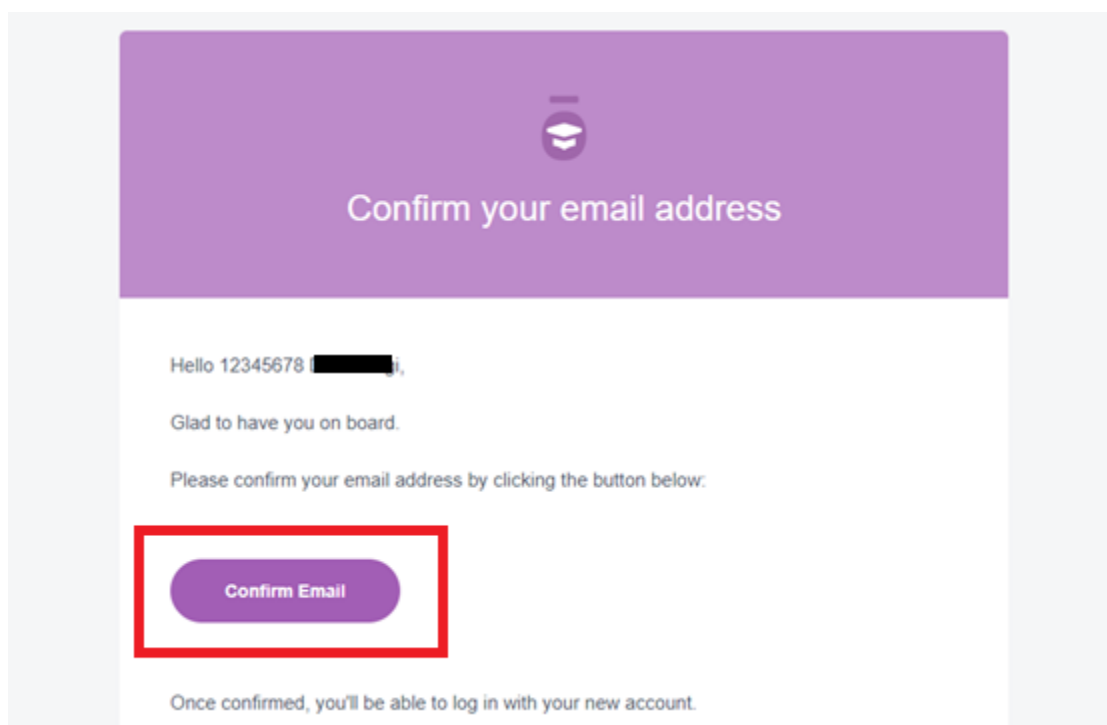 Confirm your email address
Hello 12345678
Glad to have you on board.
Please confirm your email address by clicking the button below:
Confirm Email
Once confirmed, you'll be able to log in with your new account.